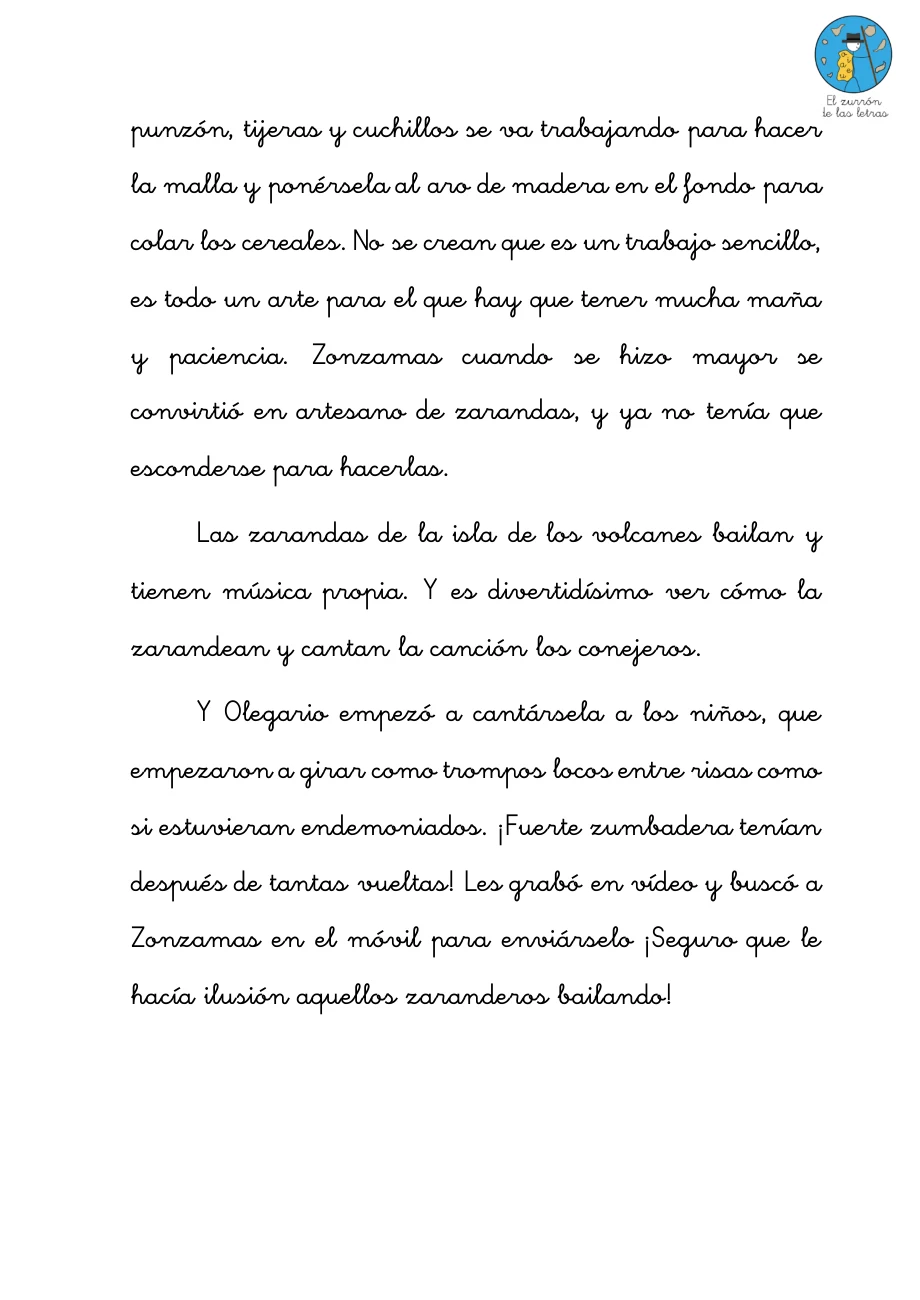 El zurrón
de las letras
punzón, tijeras y cuchillos se va trabajando para hacer
la malla y ponérsela al aro de madera en el fondo para
colar los cereales. No se crean que es un trabajo sencillo,
es todo un arte para el que hay que tener mucha maña
y paciencia. Zonzamas cuando se hizo mayor se
convirtió en artesano de zarandas, y ya no tenía que
esconderse para hacerlas.
Las zarandas de la isla de los volcanes bailan y
tienen música propia. Y es divertidísimo ver cómo la
zarandean y cantan la canción los conejeros.
Y Olegario empezó a cantársela a los niños, que
empezaron a girar como trompos locos entre risas como
si estuvieran endemoniados. ¡Fuerte zumbadera tenían
después de tantas vueltas! Les grabó en vídeo y buscó a
Zonzamas en el móvil para enviárselo ¡Seguro que le
hacía ilusión aquellos zaranderos bailando!